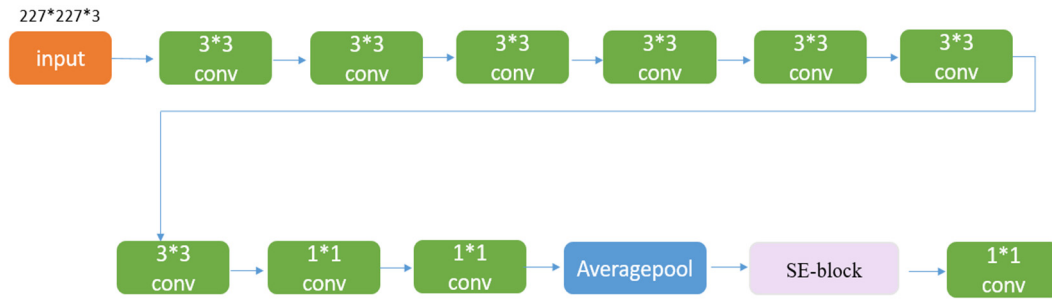 227*227*3
input
3*3
conv
3*3
conv
3*3
conv
3*3
conv
3*3
conv
3*3
conv
3*3
conv
1*1
conv
1*1
conv
Averagepool
SE-block
1*1
conv